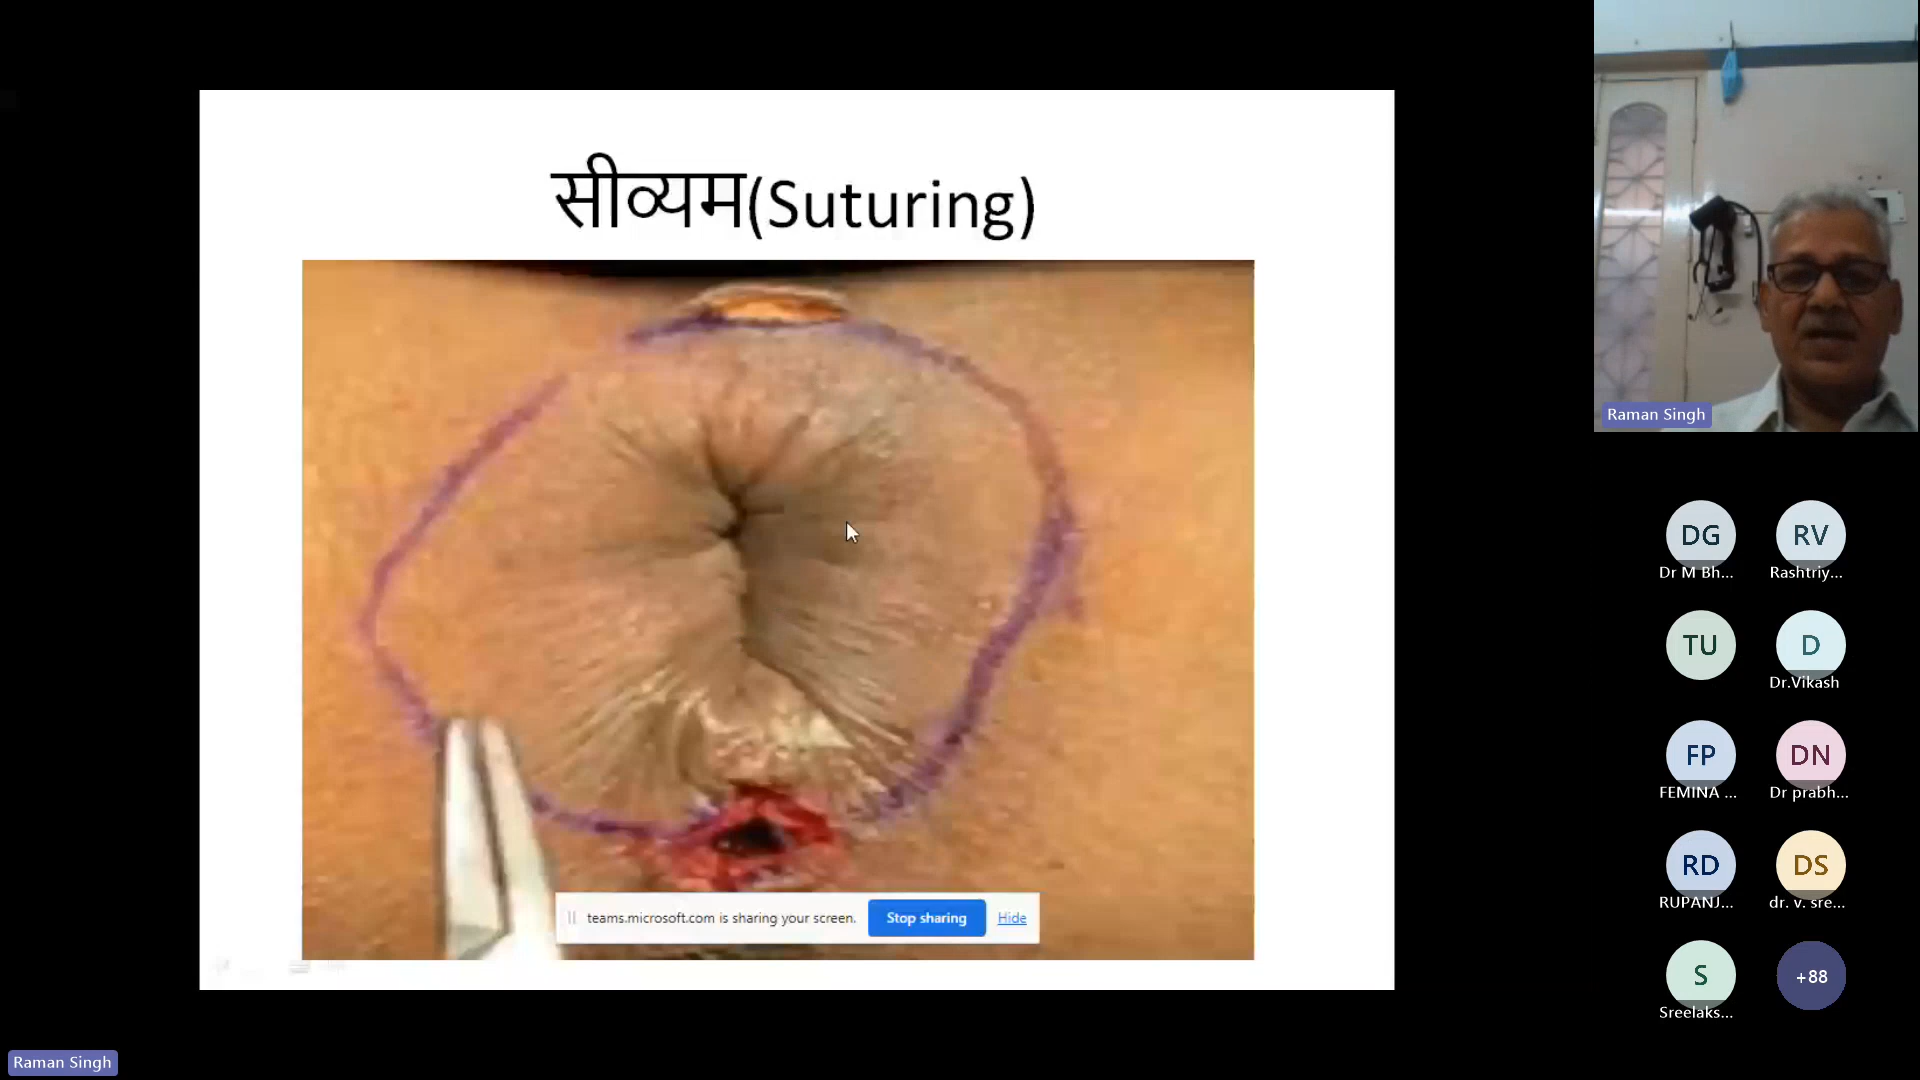 सीव्यम(Suturing)
teams.microsoft.com is sharing your screen. Stop sharing Hide
Raman Singh
DG RV
Dr M Bh... Rashtriy...
TU D
Dr.Vikash
FP DN
FEMINA ... Dr prabh...
RD DS
RUPANJ... dr. v. sre...
S +88
Sreelaks...
Raman Singh